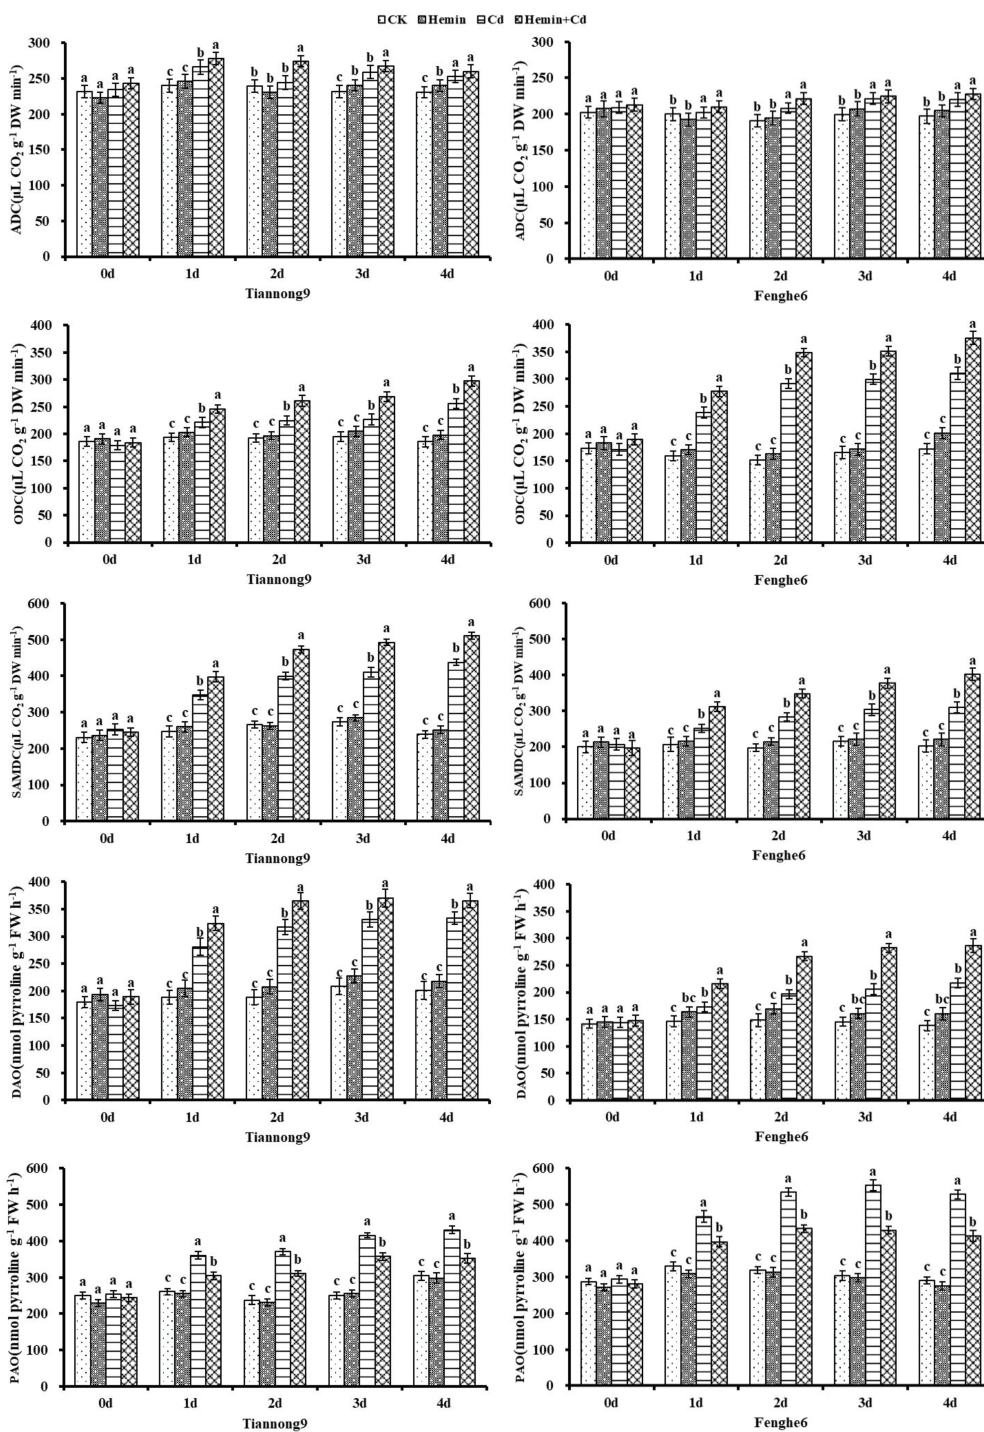 CK Hemin Cd Hemin+Cd
ADC(μL CO2 g-1 DW min-1)
300
250
200
150
100
50
0
a a a a c c b a b b b a c b b a c b a a
0d 1d 2d 3d 4d
Tiannong9
ADC(μL CO2 g-1 DW min-1)
300
250
200
150
100
50
0
0d 1d 2d 3d 4d
Fenghe6
ODC(μL CO2 g-1 DW min-1)
400
350
300
250
200
150
100
50
0
a a a a c c b a c c b a c c b a c c b a
0d 1d 2d 3d 4d
Tiannong9
ODC(μL CO2 g-1 DW min-1)
400
350
300
250
200
150
100
50
0
a a a a c c b a c c b a c c b a c c b a
0d 1d 2d 3d 4d
Fenghe6
SAMDC(μL CO2 g-1 DW min-1)
600
500
400
300
200
100
0
a a a a c c b a c c b a c c b a c c b a
0d 1d 2d 3d 4d
Tiannong9
SAMDC(μL CO2 g-1 DW min-1)
600
500
400
300
200
100
0
a a a a c c b a c c b a c c b a c c b a
0d 1d 2d 3d 4d
Fenghe6
DAO(nmol pyrroline g-1 FW h-1)
400
350
300
250
200
150
100
50
0
a a a a c c b a c c b a c c b a c c b a
0d 1d 2d 3d 4d
Tiannong9
DAO(nmol pyrroline g-1 FW h-1)
400
350
300
250
200
150
100
50
0
a a a a c bc b a c c b a c bc b a c bc b a
0d 1d 2d 3d 4d
Fenghe6
PAO(nmol pyrroline g-1 FW h-1)
600
500
400
300
200
100
0
a a a a c c a b c c a b c c a b c c a b
0d 1d 2d 3d 4d
Tiannong9
PAO(nmol pyrroline g-1 FW h-1)
600
500
400
300
200
100
0
a a a a c c a b c c a b c c a b c c a b
0d 1d 2d 3d 4d
Fenghe6